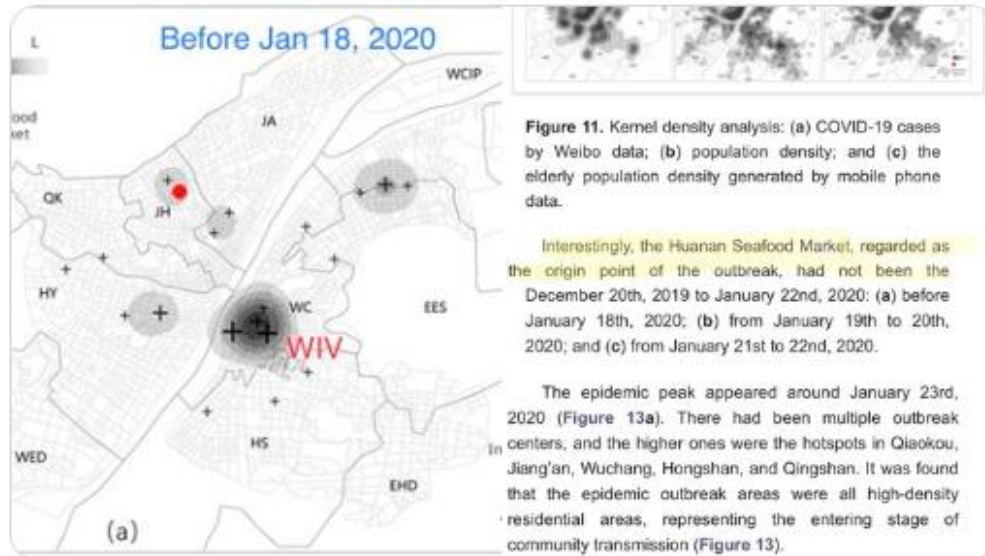 Before Jan 18, 2020
L
WCIP
ood
ket
JA
QK
JH
HY
WC
EES
WIV
HS
WED
In
EHD
(a)
Figure 11. Kernel density analysis: (a) COVID-19 cases
by Weibo data; (b) population density; and (c) the
elderly population density generated by mobile phone
data.
Interestingly, the Huanan Seafood Market, regarded as
the origin point of the outbreak, had not been the
December 20th, 2019 to January 22nd, 2020: (a) before
January 18th, 2020; (b) from January 19th to 20th,
2020; and (c) from January 21st to 22nd, 2020.
The epidemic peak appeared around January 23rd,
2020 (Figure 13a). There had been multiple outbreak
centers, and the higher ones were the hotspots in Qiaokou,
Jiang'an, Wuchang, Hongshan, and Qingshan. It was found
that the epidemic outbreak areas were all high-density
residential areas, representing the entering stage of
community transmission (Figure 13).